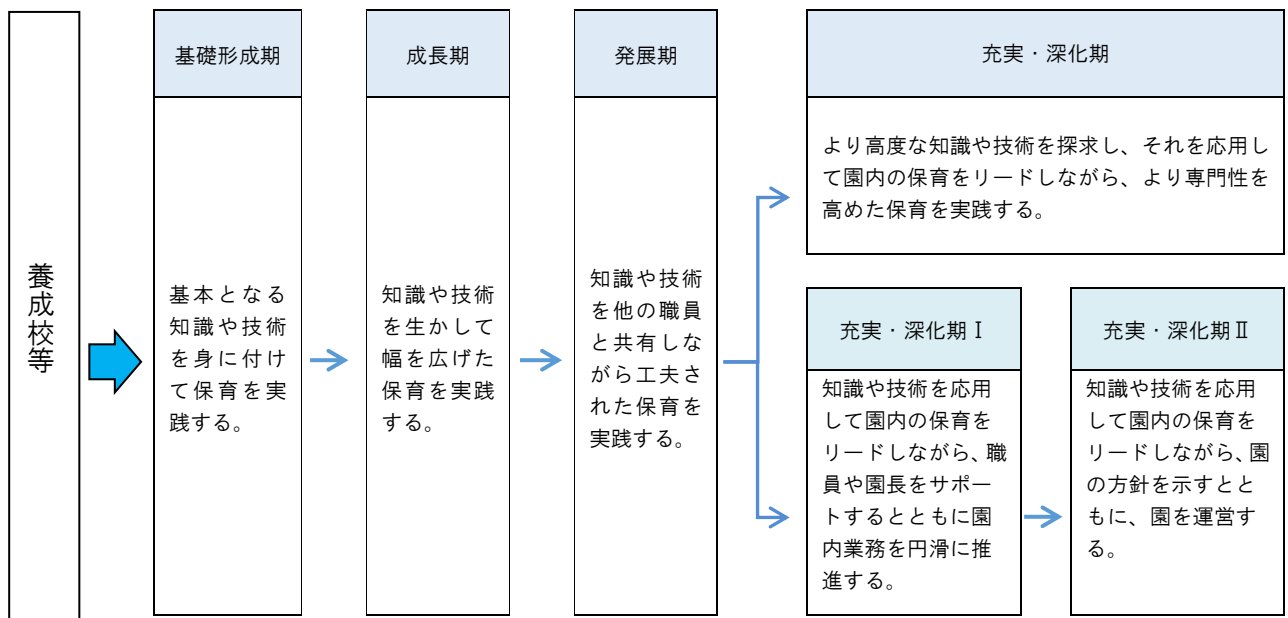 養成校等
基礎形成期
基本となる
知識や技術
を身に付け
て保育を実
践する。
成長期
知識や技術
を生かして
幅を広げた
保育を実践
する。
発展期
知識や技術
を他の職員
と共有しな
がら工夫さ
れた保育を
実践する。
充実・深化期
より高度な知識や技術を探求し、それを応用し
て園内の保育をリードしながら、より専門性を
高めた保育を実践する。
充実・深化期Ⅰ
知識や技術を応用
して園内の保育を
リードしながら、職
員や園長をサポー
トするとともに園
内業務を円滑に推
進する。
充実・深化期Ⅱ
知識や技術を応用
して園内の保育を
リードしながら、園
の方針を示すとと
もに、園を運営す
る。